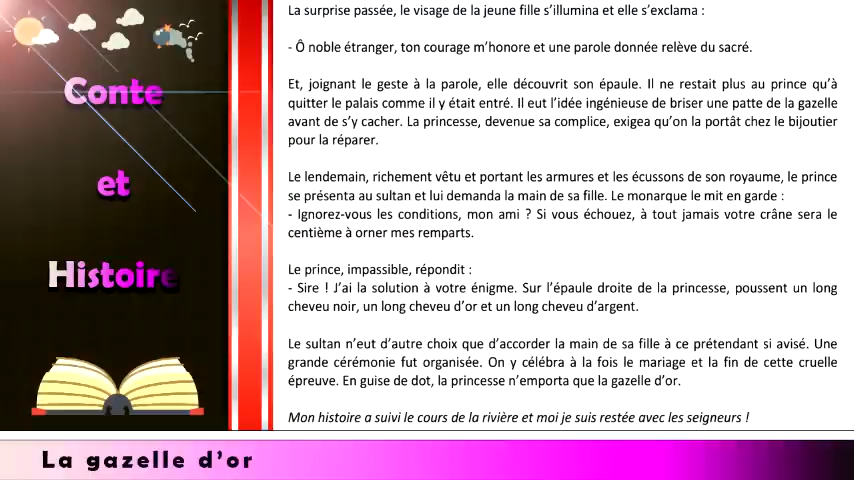 Conte
et
Histoire
La surprise passée, le visage de la jeune fille s’illumina et elle s’exclama :
- Ô noble étranger, ton courage m’honore et une parole donnée relève du sacré.
Et, joignant le geste à la parole, elle découvrit son épaule. Il ne restait plus au prince qu’à
quitter le palais comme il y était entré. Il eut l’idée ingénieuse de briser une patte de la gazelle
avant de s’y cacher. La princesse, devenue sa complice, exigea qu’on la portât chez le bijoutier
pour la réparer.
Le lendemain, richement vêtu et portant les armures et les écussons de son royaume, le prince
se présenta au sultan et lui demanda la main de sa fille. Le monarque le mit en garde :
- Ignorez-vous les conditions, mon ami ? Si vous échouez, à tout jamais votre crâne sera le
centième à orner mes remparts.
Le prince, impassible, répondit :
- Sire ! J’ai la solution à votre énigme. Sur l’épaule droite de la princesse, poussent un long
cheveu noir, un long cheveu d’or et un long cheveu d’argent.
Le sultan n’eut d’autre choix que d’accorder la main de sa fille à ce prétendant si avisé. Une
grande cérémonie fut organisée. On y célébra à la fois le mariage et la fin de cette cruelle
épreuve. En guise de dot, la princesse n’emporta que la gazelle d’or.
Mon histoire a suivi le cours de la rivière et moi je suis restée avec les seigneurs !
La gazelle d’or